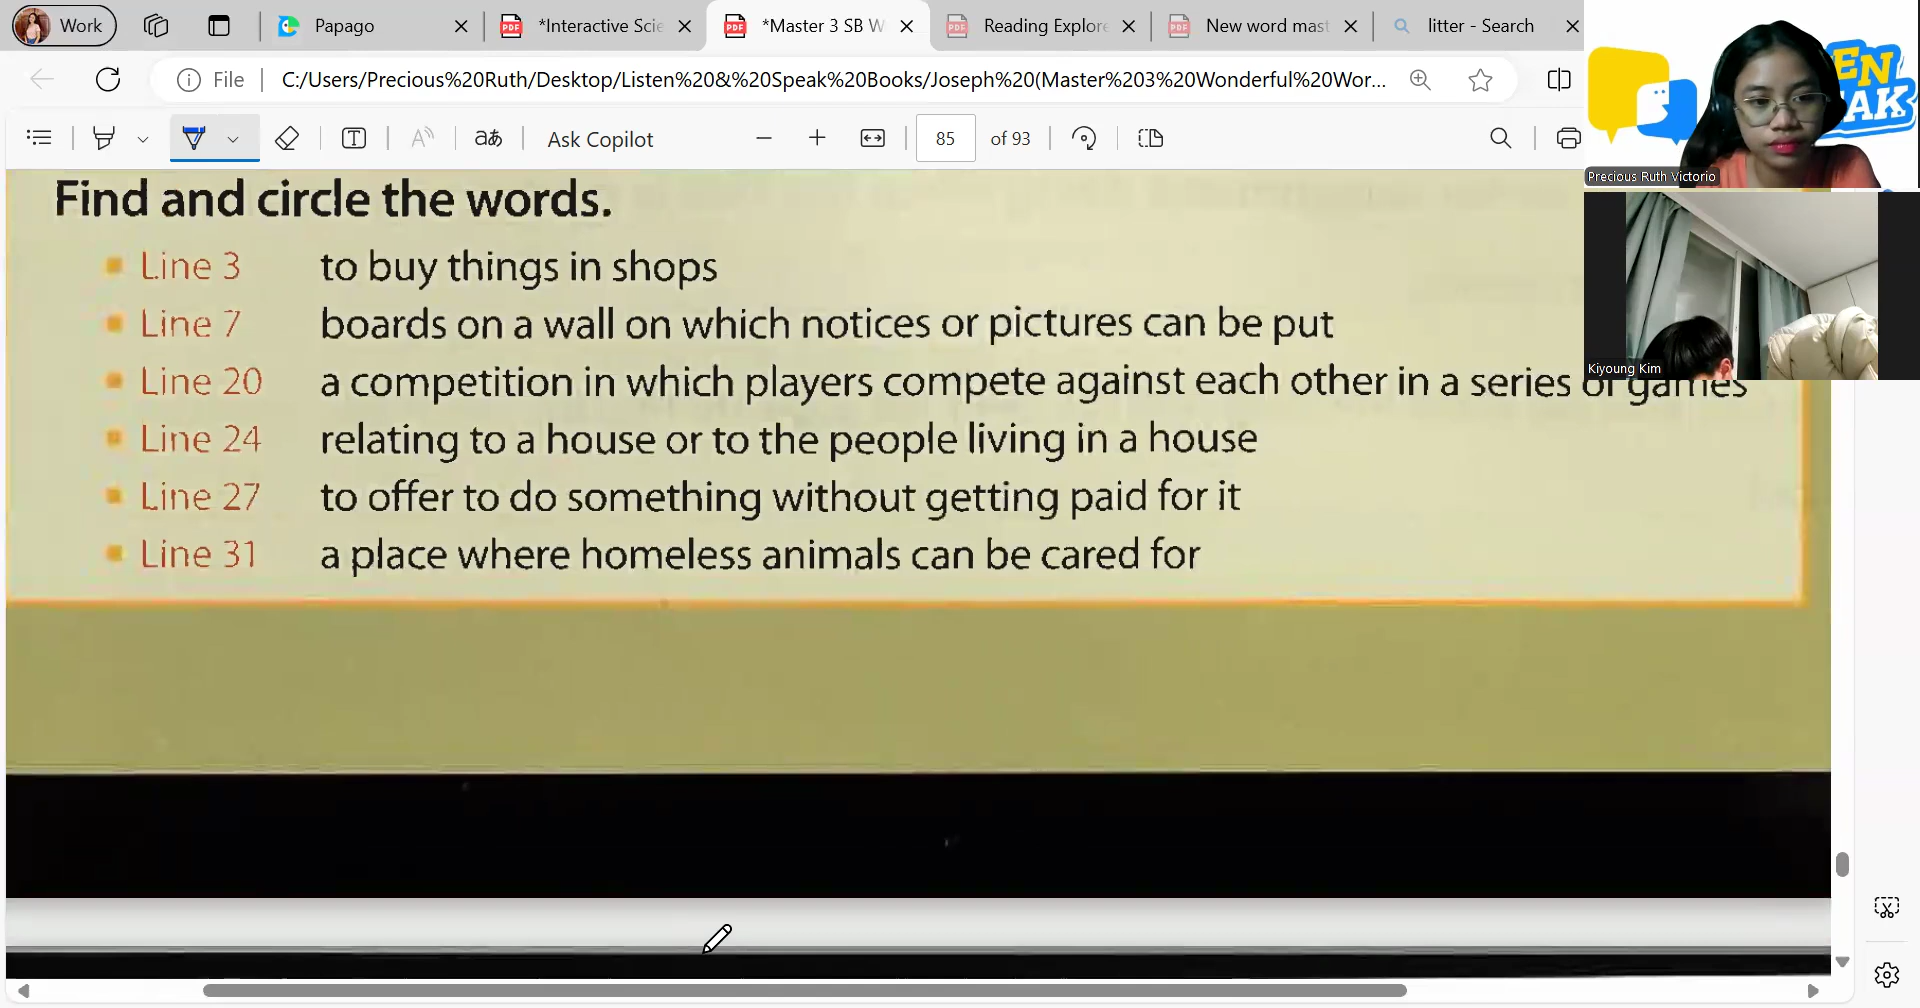 Work
Papago
*Interactive Scie
*Master 3 SB W
Reading Explore
New word mast
litter - Search
File
C:/Users/Precious%20Ruth/Desktop/Listen%20&%20Speak%20Books/Joseph%20(Master%203%20Wonderful%20Wor...
Ask Copilot
85 of 93
EN
EAK
Precious Ruth Victorio
Kiyoung Kim
Find and circle the words.
Line 3 to buy things in shops
Line 7 boards on a wall on which notices or pictures can be put
Line 20 a competition in which players compete against each other in a series of games
Line 24 relating to a house or to the people living in a house
Line 27 to offer to do something without getting paid for it
Line 31 a place where homeless animals can be cared for